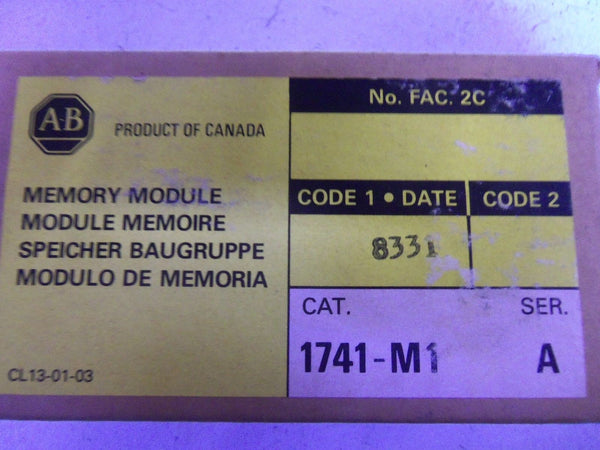 AB
PRODUCT OF CANADA
MEMORY MODULE
MODULE MEMOIRE
SPEICHER BAUGRUPPE
MODULO DE MEMORIA
CL13-01-03
No. FAC. 2C
CODE 1 • DATE CODE 2
8331
CAT. SER.
1741-M1 A